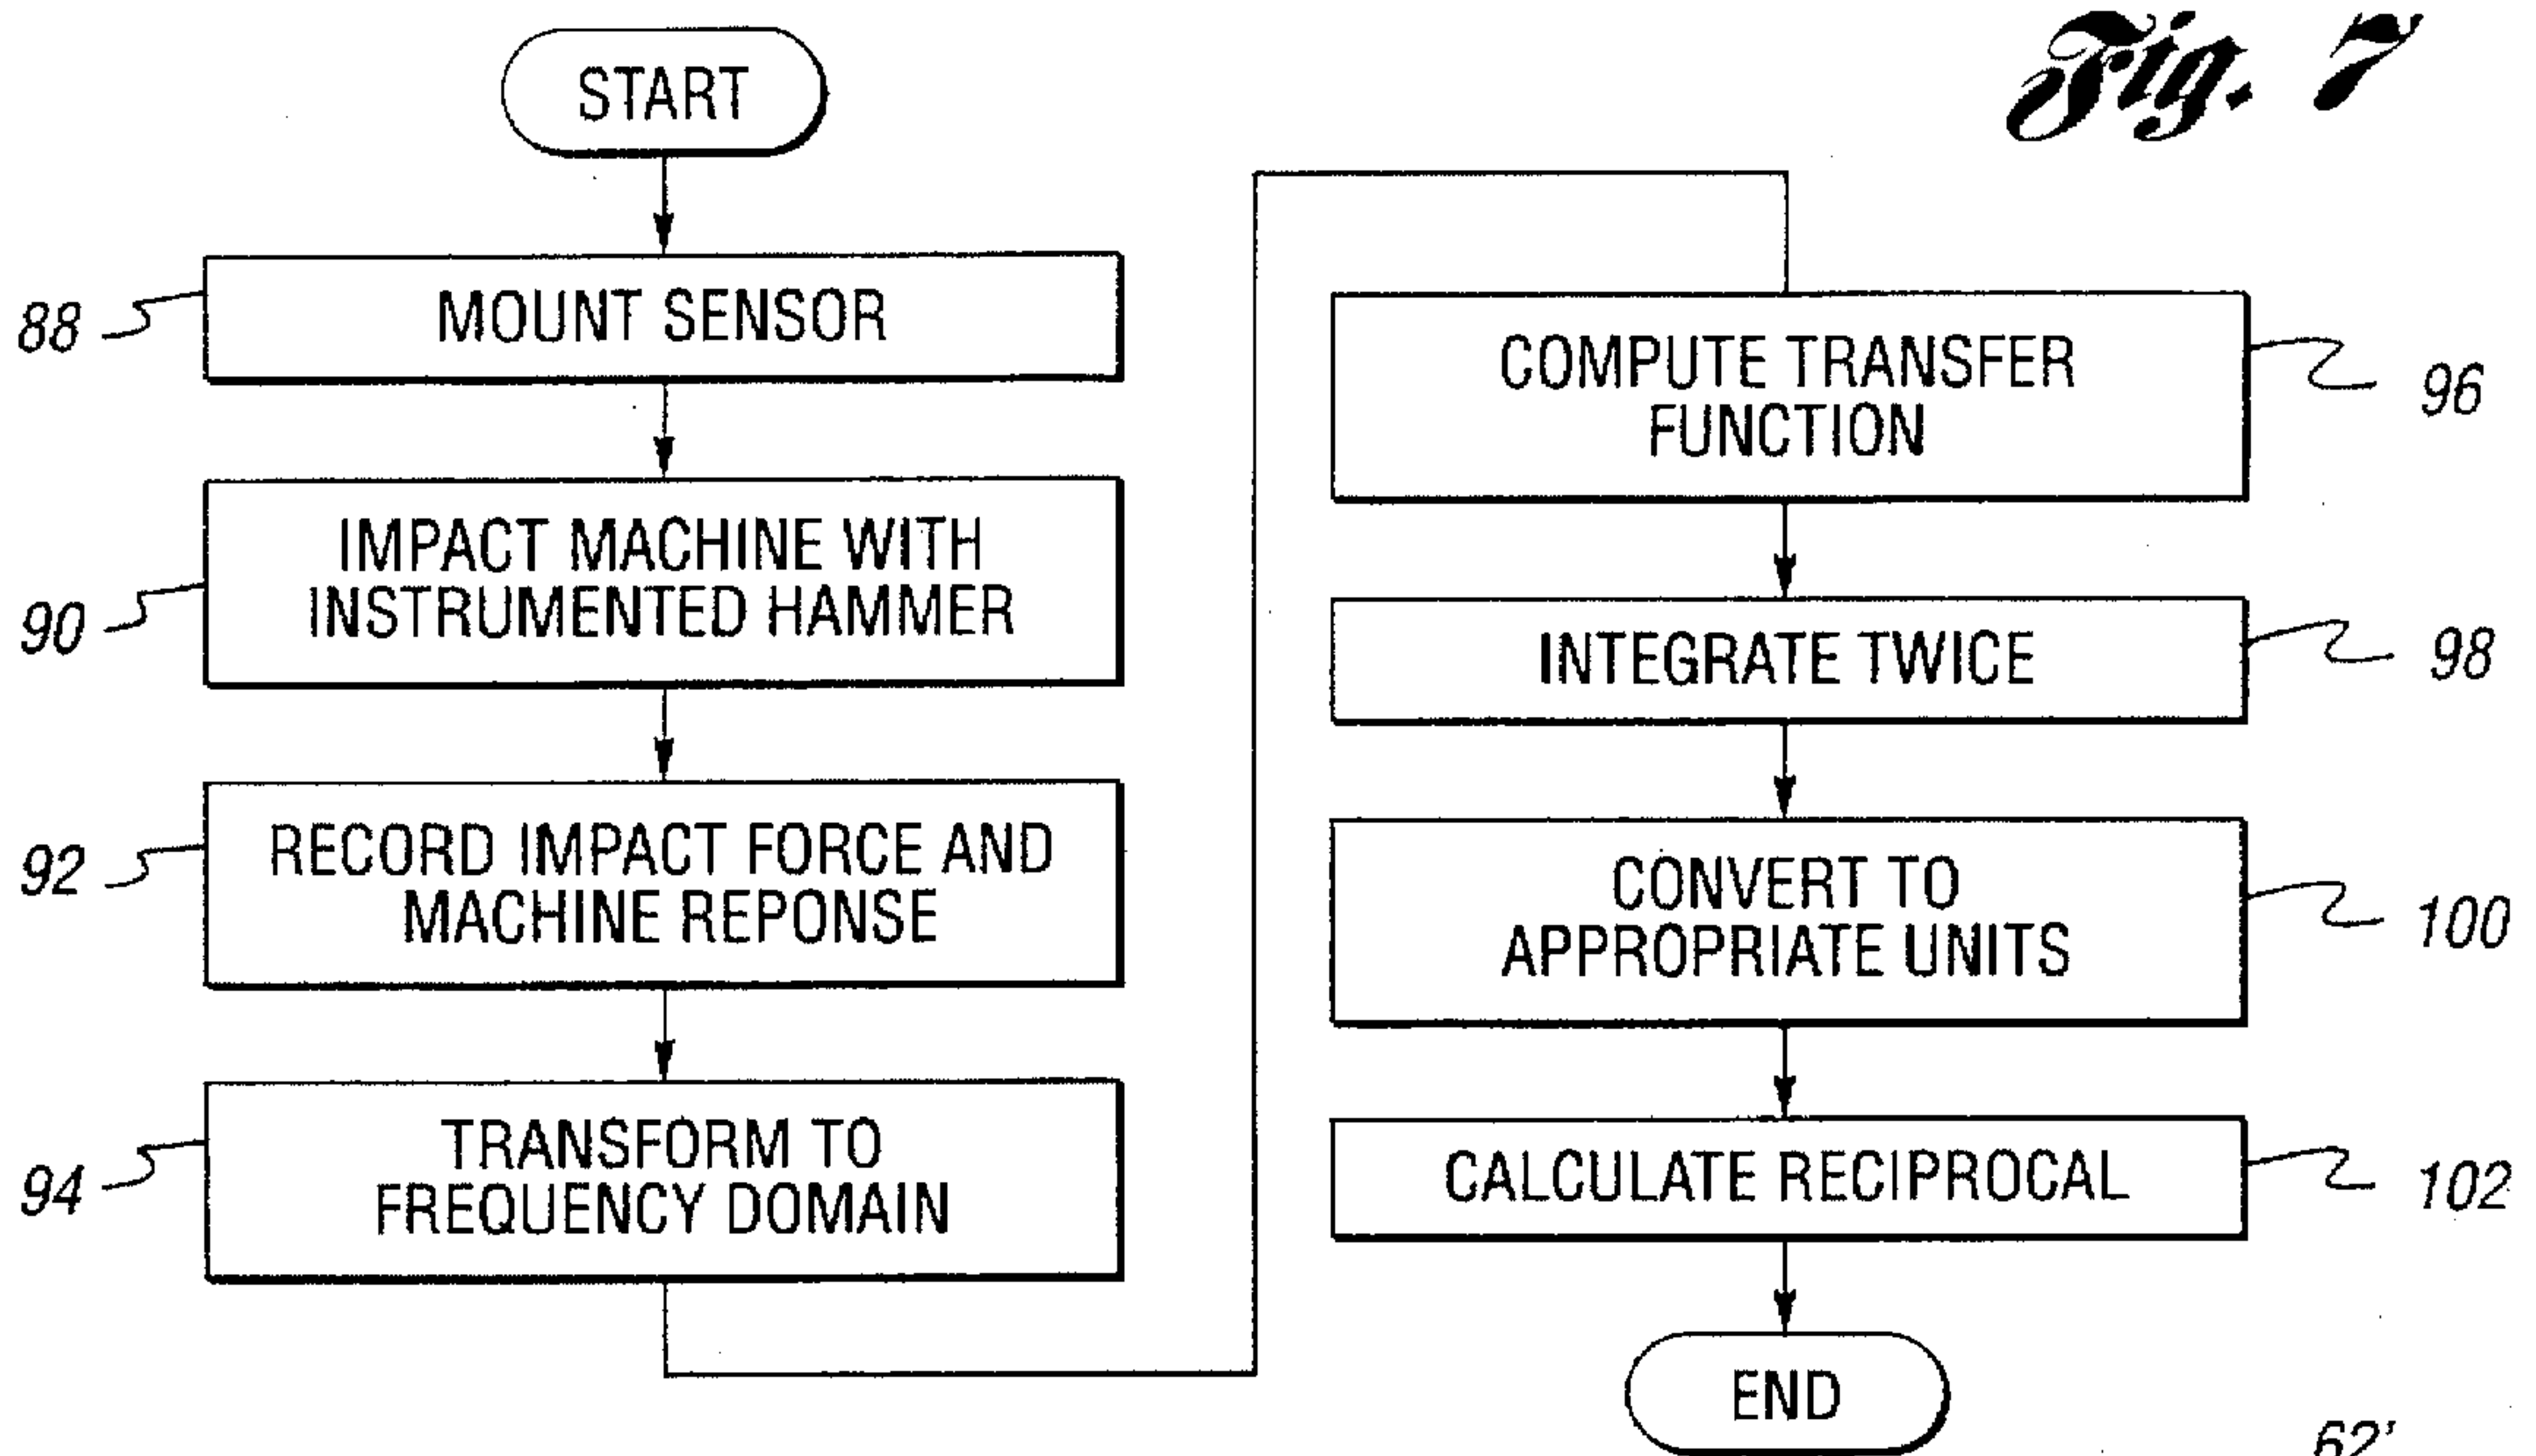 Fig. 7
START
88
MOUNT SENSOR
90
IMPACT MACHINE WITH
INSTRUMENTED HAMMER
92
RECORD IMPACT FORCE AND
MACHINE REPONSE
94
TRANSFORM TO
FREQUENCY DOMAIN
COMPUTE TRANSFER
FUNCTION
96
INTEGRATE TWICE
98
CONVERT TO
APPROPRIATE UNITS
100
CALCULATE RECIPROCAL
102
END
62'